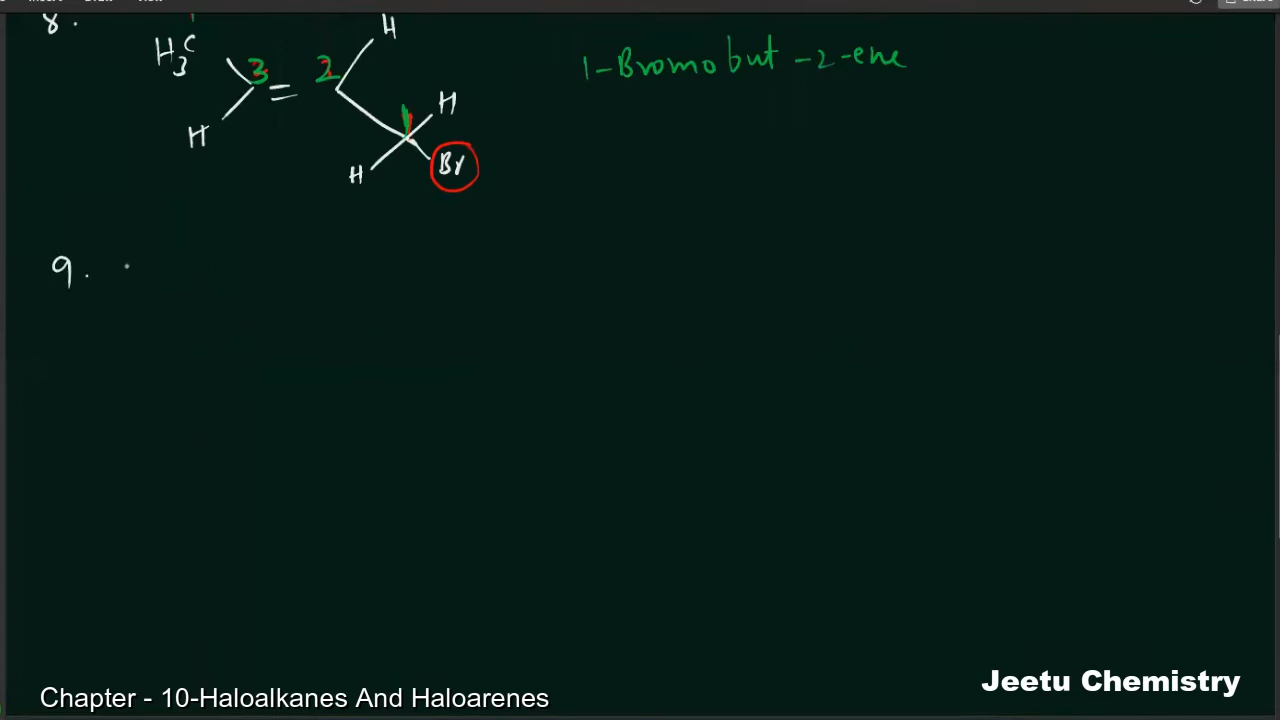 8.
H
H3C
3
2
1-Bromobut-2-ene
1
H
H
H
Br
9.
Jeetu Chemistry
Chapter - 10-Haloalkanes And Haloarenes